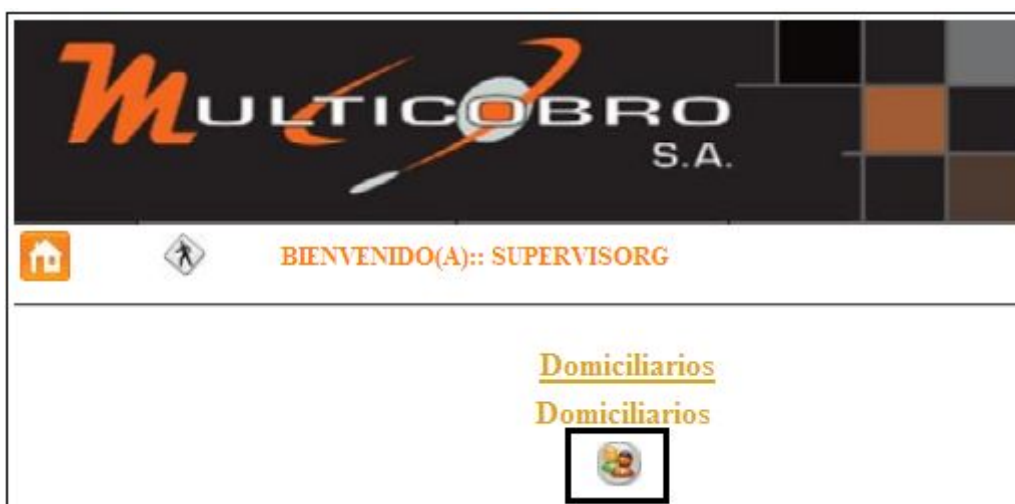 MULTICOBRO
S.A.
BIENVENIDO(A):: SUPERVISORG
Domiciliarios
Domiciliarios